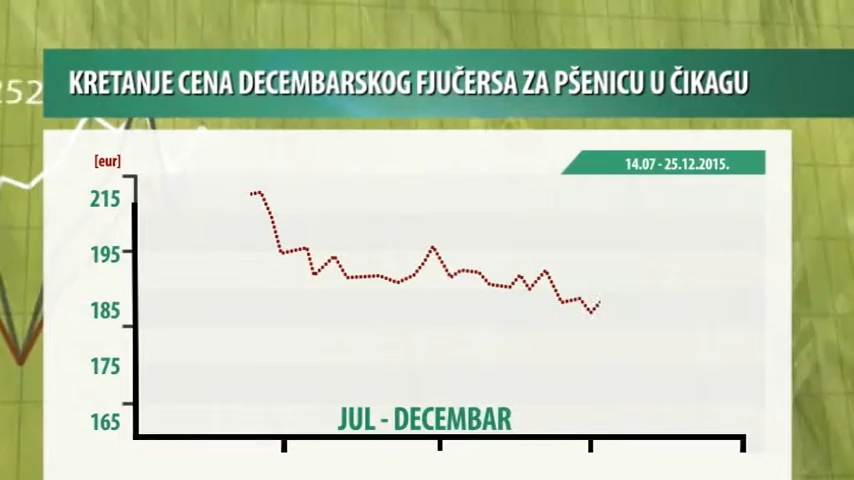 252
KRETANJE CENA DECEMBARSKOG FJUČERSA ZA PŠENICU U ČIKAGU
[eur]
14.07 - 25.12.2015.
215
195
185
175
165
JUL - DECEMBAR